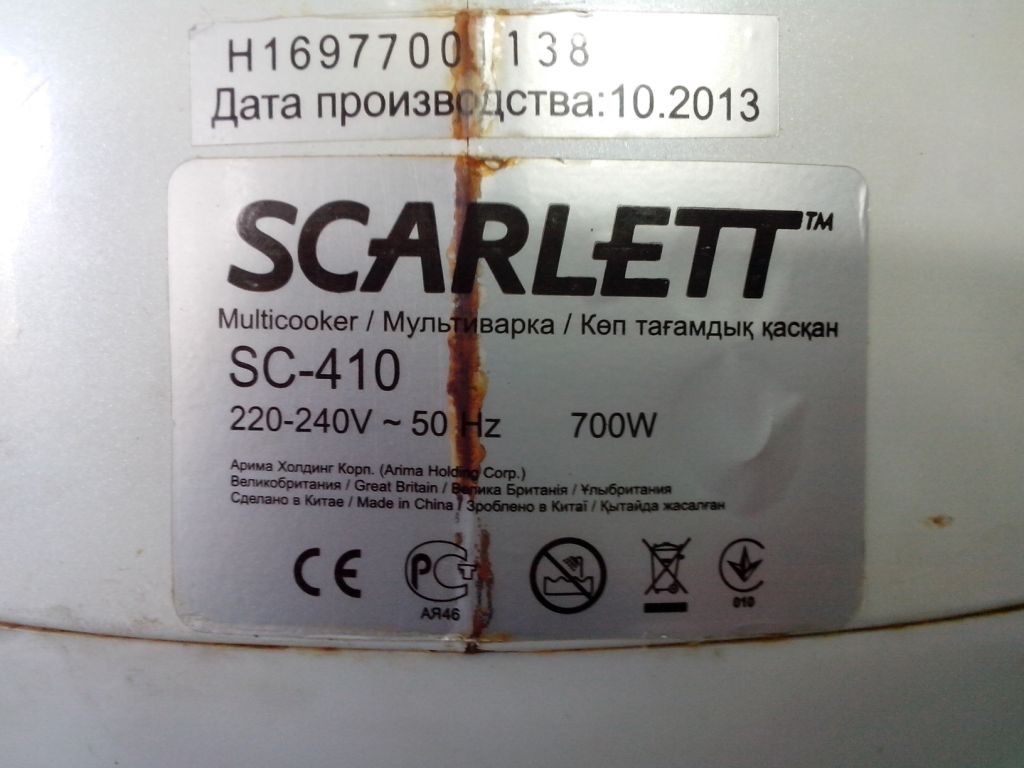 H1697700 138
Дата производства:10.2013
SCARLETT™
Multicooker / Мультиварка / Көп тағамдық қасқан
SC-410
220-240V ~ 50 Hz 700W
Арима Холдинг Корп. (Arima Holding Corp.)
Великобритания / Great Britain / Велика Британія / Ұлыбритания
Сделано в Китае / Made in China / Зроблено в Китаї / Қытайда жасалған
CE PCT
АЯ46 010